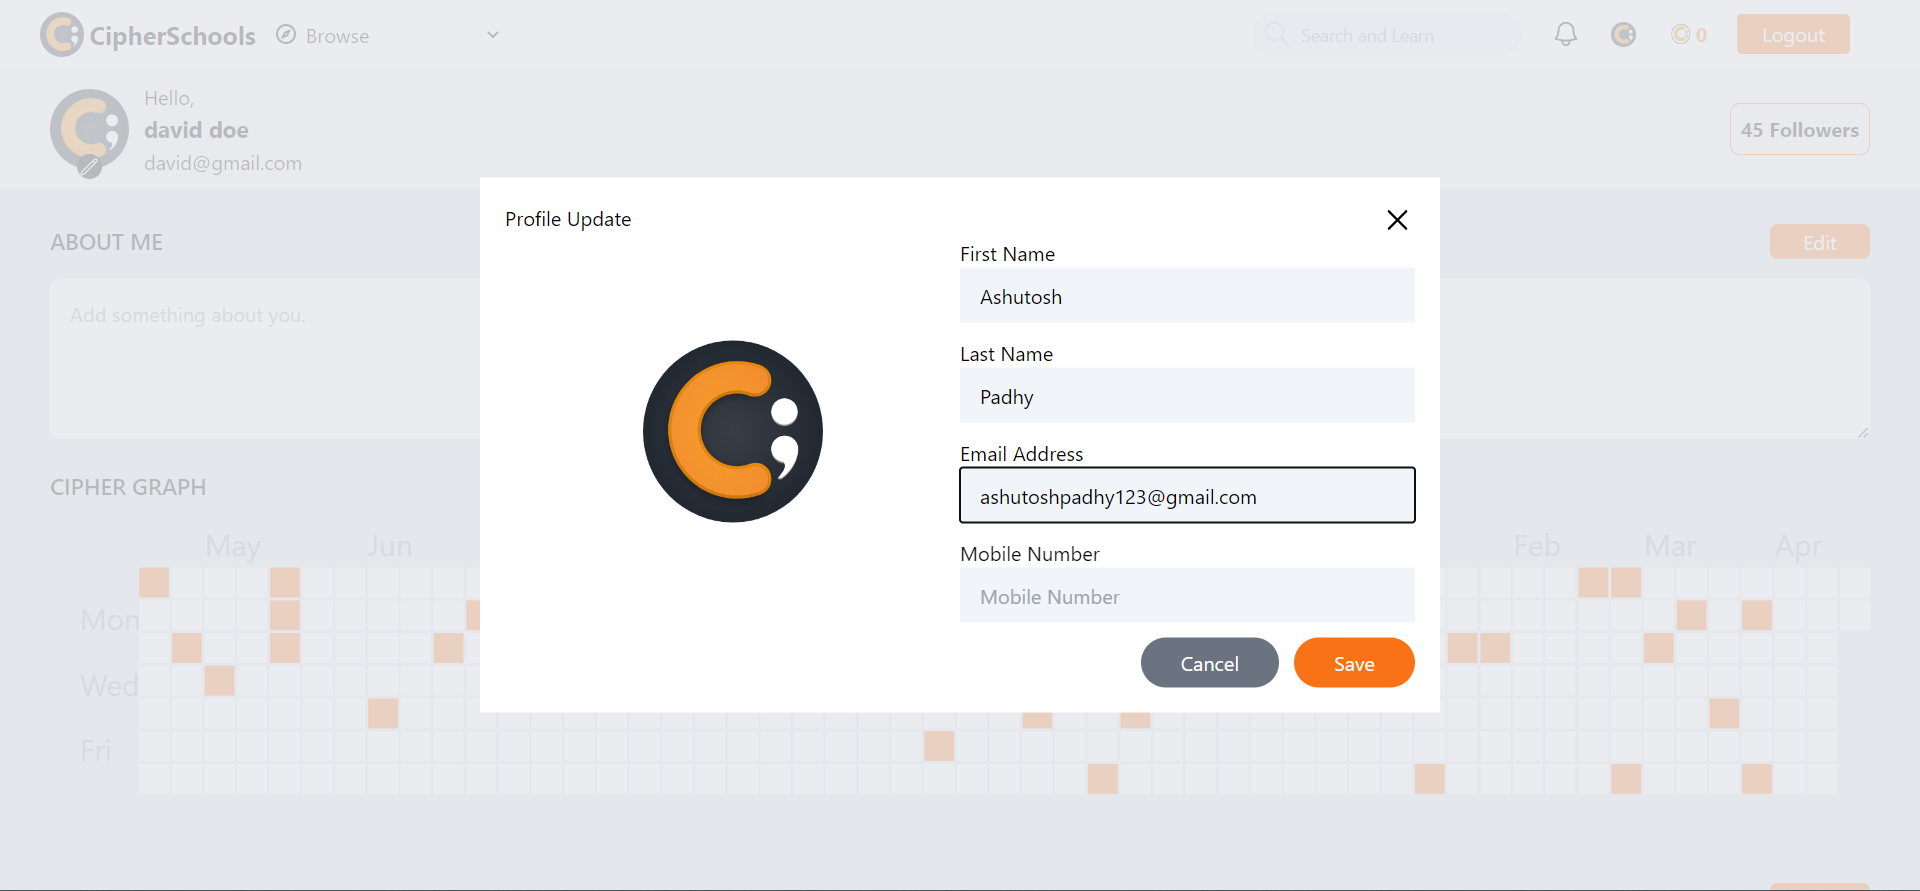 CipherSchools
Browse
Search and Learn
0
Logout
Hello,
david doe
david@gmail.com
45 Followers
ABOUT ME
Edit
Add something about you.
Profile Update
First Name
Ashutosh
Last Name
Padhy
Email Address
ashutoshpadhy123@gmail.com
Mobile Number
Mobile Number
Cancel
Save
CIPHER GRAPH
May Jun Feb Mar Apr
Mon
Wed
Fri